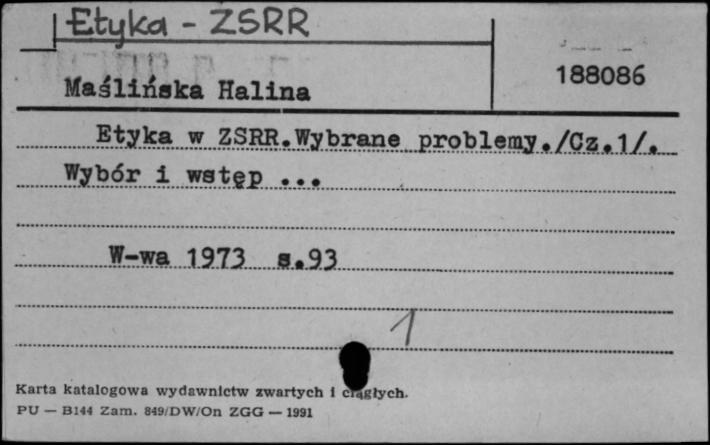 Etyka - ZSRR
188086
Maślińska Halina
Etyka w ZSRR.Wybrane problemy./Cz.1/.
Wybór i wstęp ...
W-wa 1973 s.93
1
Karta katalogowa wydawnictw zwartych i ciągłych.
PU — B144 Zam. 849/DW/On ZGG — 1991